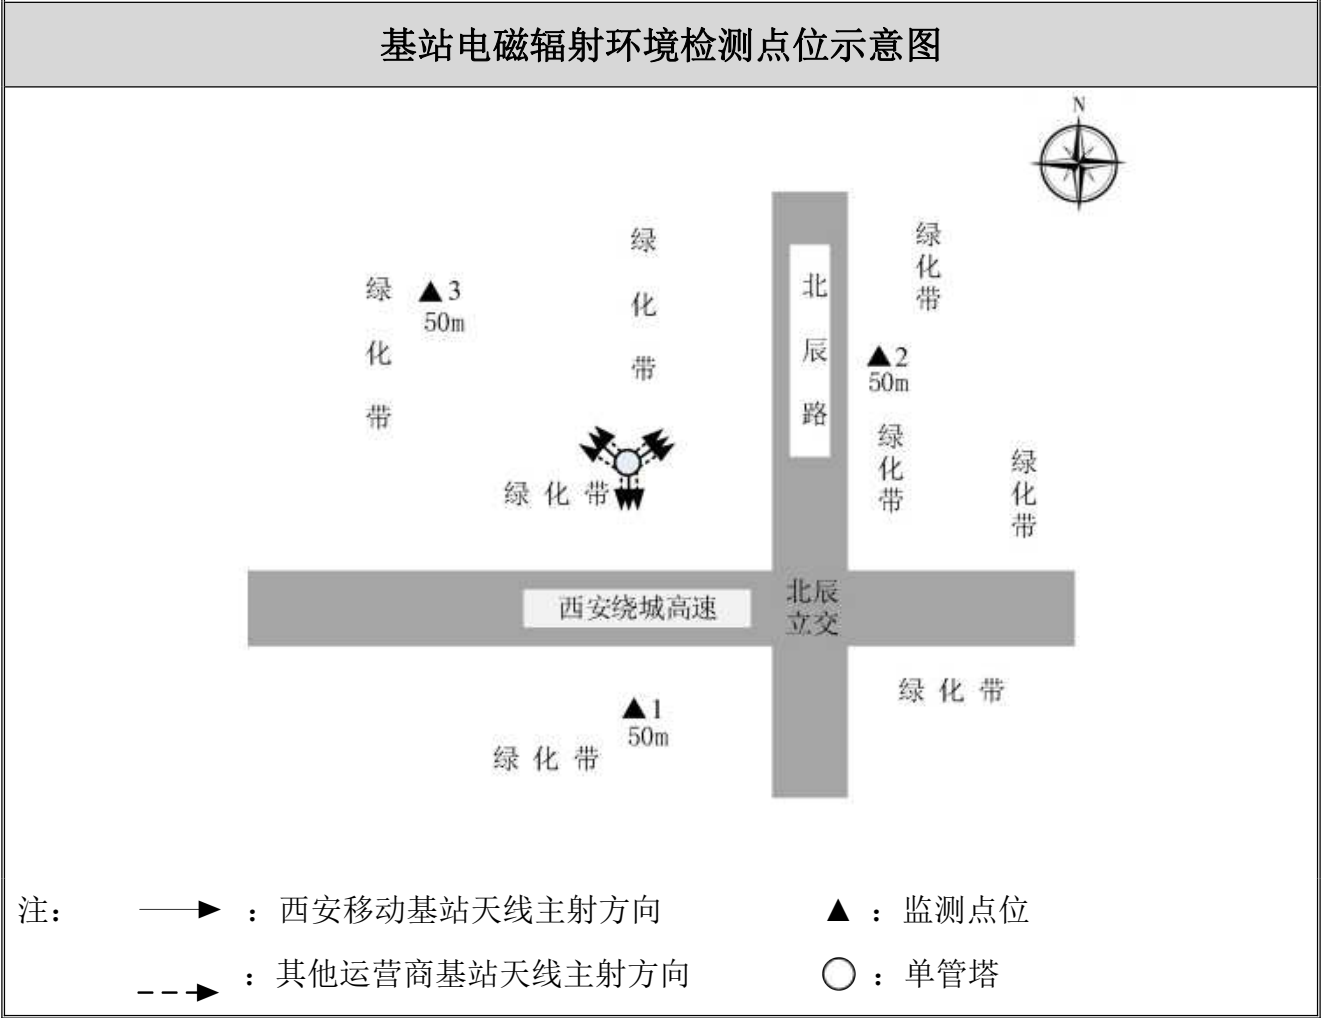 基站电磁辐射环境检测点位示意图
N
绿化带
绿化带
绿化带
▲3
50m
北辰路
▲2
50m
绿化带
绿化带
绿化带
西安绕城高速
北辰
立交
绿化带
▲1
50m
绿化带
注：
：西安移动基站天线主射方向
▲：监测点位
：其他运营商基站天线主射方向
：单管塔